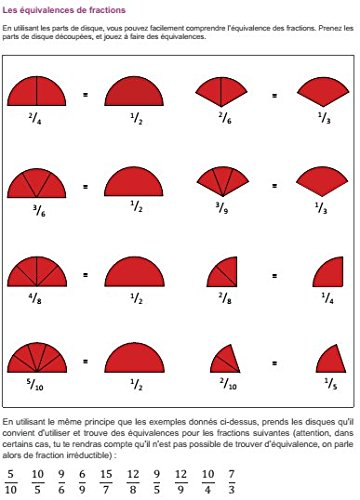 Les équivalences de fractions
En utilisant les parts de disque, vous pouvez facilement comprendre l'équivalence des fractions. Prenez les
parts de disque découpées, et jouez à faire des équivalences.
= =
2/4 1/2 2/6 1/3
= =
3/6 1/2 3/9 1/3
= =
4/8 1/2 2/8 1/4
= =
5/10 1/2 2/10 1/5
En utilisant le même principe que les exemples donnés ci-dessus, prends les disques qu'il
convient d'utiliser et trouve des équivalences pour les fractions suivantes (attention, dans
certains cas, tu te rendras compte qu'il n'est pas possible de trouver d'équivalence, on parle
alors de fraction irréductible) :
5/10 10/9 6/6 6/9 15/7 12/8 9/5 12/9 10/4 7/3